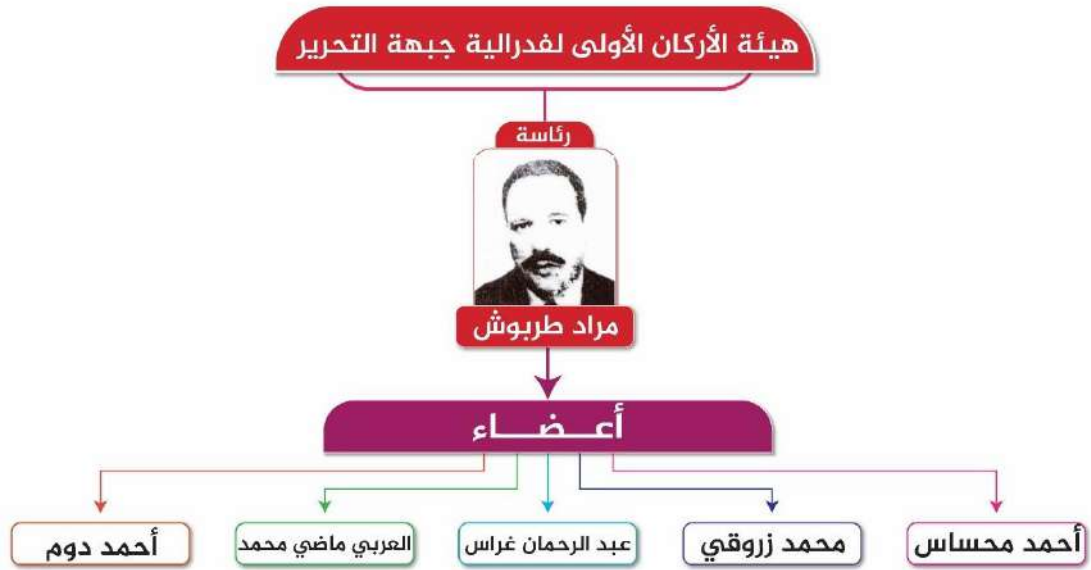 هيئة الأركان الأولى لفدرالية جبهة التحرير
رئاسة
مراد طربوش
أعـــضـــاء
أحمد محساس
محمد زروقي
عبد الرحمان غراس
العربي ماضي محمد
أحمد دوم